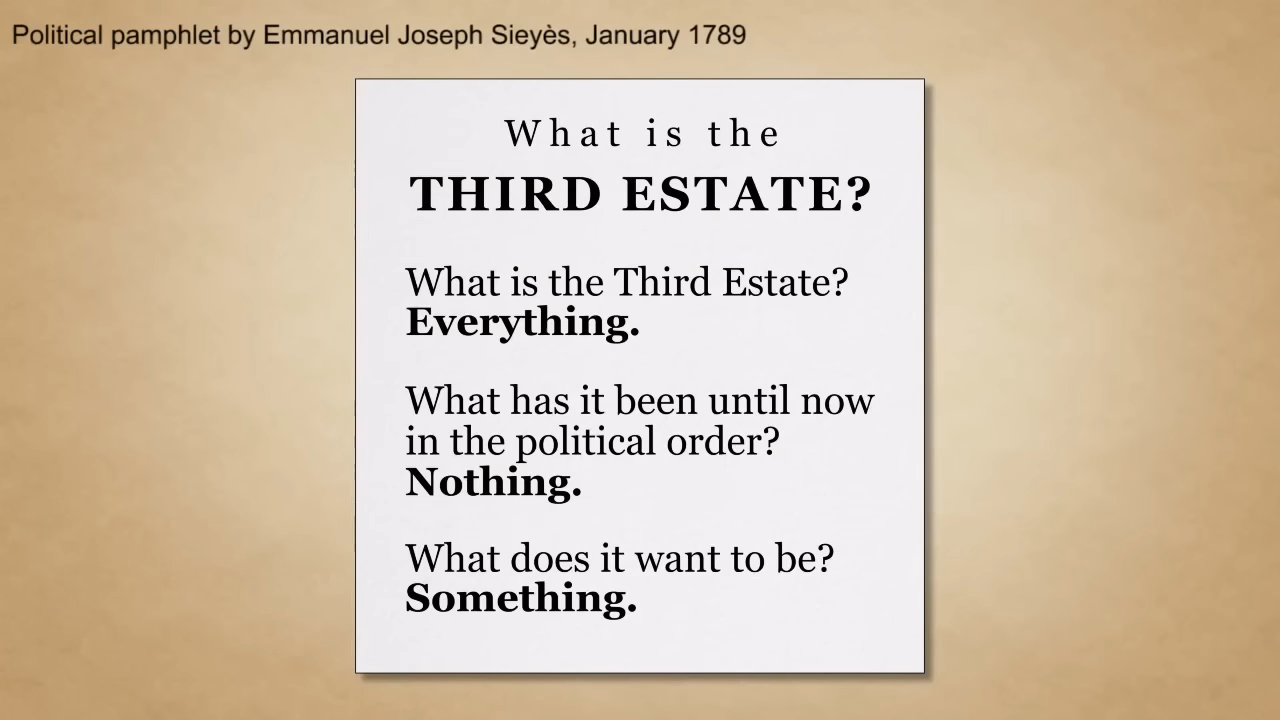 Political pamphlet by Emmanuel Joseph Sieyès, January 1789
What is the
THIRD ESTATE?
What is the Third Estate?
Everything.
What has it been until now
in the political order?
Nothing.
What does it want to be?
Something.